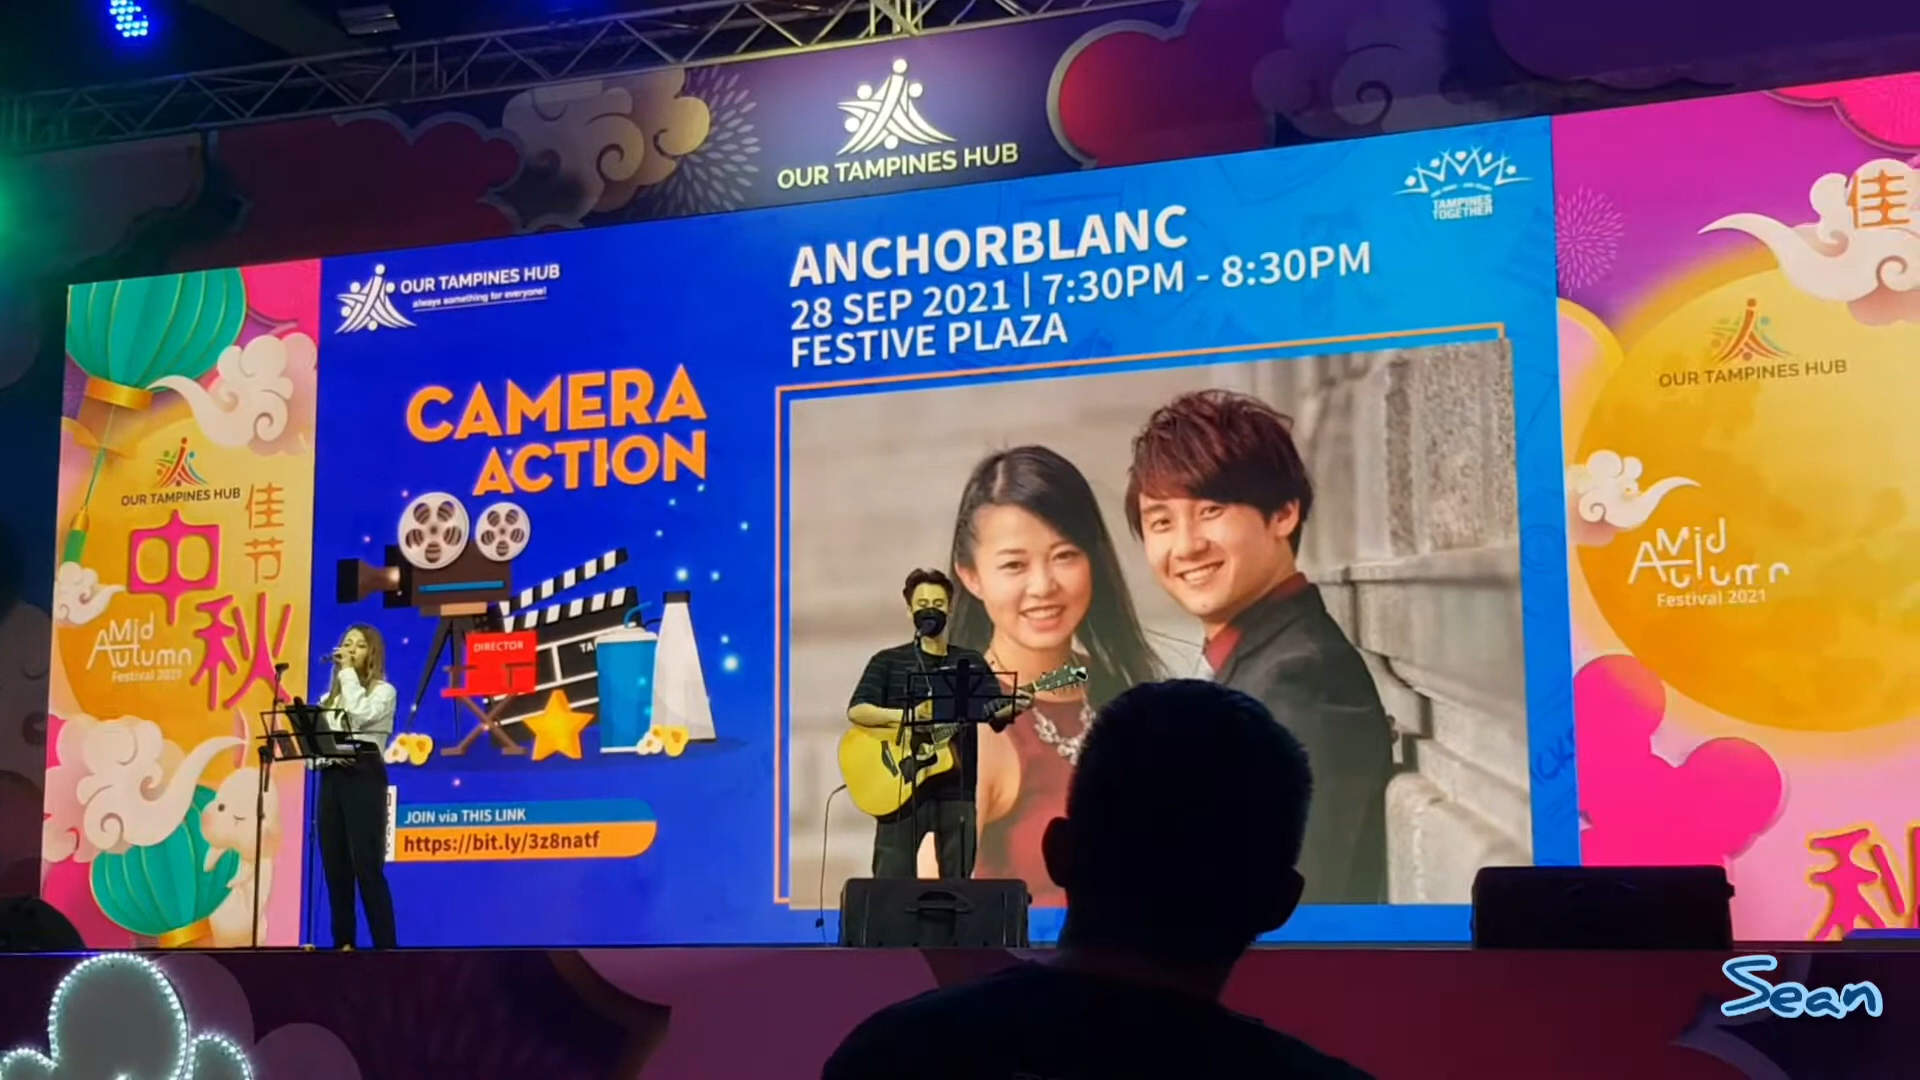 OUR TAMPINES HUB
OUR TAMPINES HUB
always something for everyone!
ANCHORBLANC
28 SEP 2021 | 7:30PM - 8:30PM
FESTIVE PLAZA
TAMPINES
TOGETHER
CAMERA
ACTION
DIRECTOR
TA
JOIN via THIS LINK
https://bit.ly/3z8natf
OUR TAMPINES HUB
中秋
佳节
Mid
Autumn
Festival 2021
佳
OUR TAMPINES HUB
Mid
Autumn
Festival 2021
秋
Sean